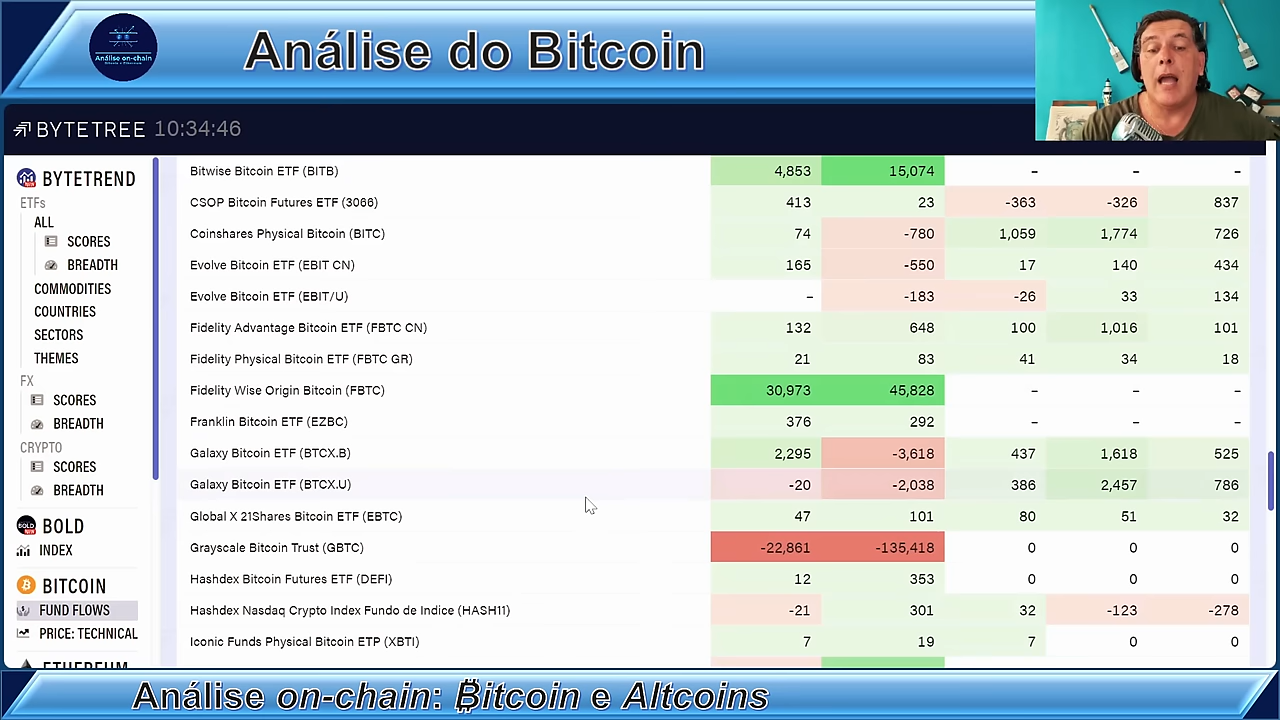 Análise on-chain
Análise do Bitcoin
BYTETREE 10:34:46
BYTETREND
ETFs
ALL
SCORES
BREADTH
COMMODITIES
COUNTRIES
SECTORS
THEMES
FX
SCORES
BREADTH
CRYPTO
SCORES
BREADTH
BOLD
INDEX
BITCOIN
FUND FLOWS
PRICE: TECHNICAL
ETHEREUM
Bitwise Bitcoin ETF (BITB) 4,853 15,074 – – –
CSOP Bitcoin Futures ETF (3066) 413 23 -363 -326 837
Coinshares Physical Bitcoin (BITC) 74 -780 1,059 1,774 726
Evolve Bitcoin ETF (EBIT CN) 165 -550 17 140 434
Evolve Bitcoin ETF (EBIT/U) – -183 -26 33 134
Fidelity Advantage Bitcoin ETF (FBTC CN) 132 648 100 1,016 101
Fidelity Physical Bitcoin ETF (FBTC GR) 21 83 41 34 18
Fidelity Wise Origin Bitcoin (FBTC) 30,973 45,828 – – –
Franklin Bitcoin ETF (EZBC) 376 292 – – –
Galaxy Bitcoin ETF (BTCX.B) 2,295 -3,618 437 1,618 525
Galaxy Bitcoin ETF (BTCX.U) -20 -2,038 386 2,457 786
Global X 21Shares Bitcoin ETF (EBTC) 47 101 80 51 32
Grayscale Bitcoin Trust (GBTC) -22,861 -135,418 0 0 0
Hashdex Bitcoin Futures ETF (DEFI) 12 353 0 0 0
Hashdex Nasdaq Crypto Index Fundo de Indice (HASH11) -21 301 32 -123 -278
Iconic Funds Physical Bitcoin ETP (XBTI) 7 19 7 0 0
Análise on-chain: ₿itcoin e Altcoins